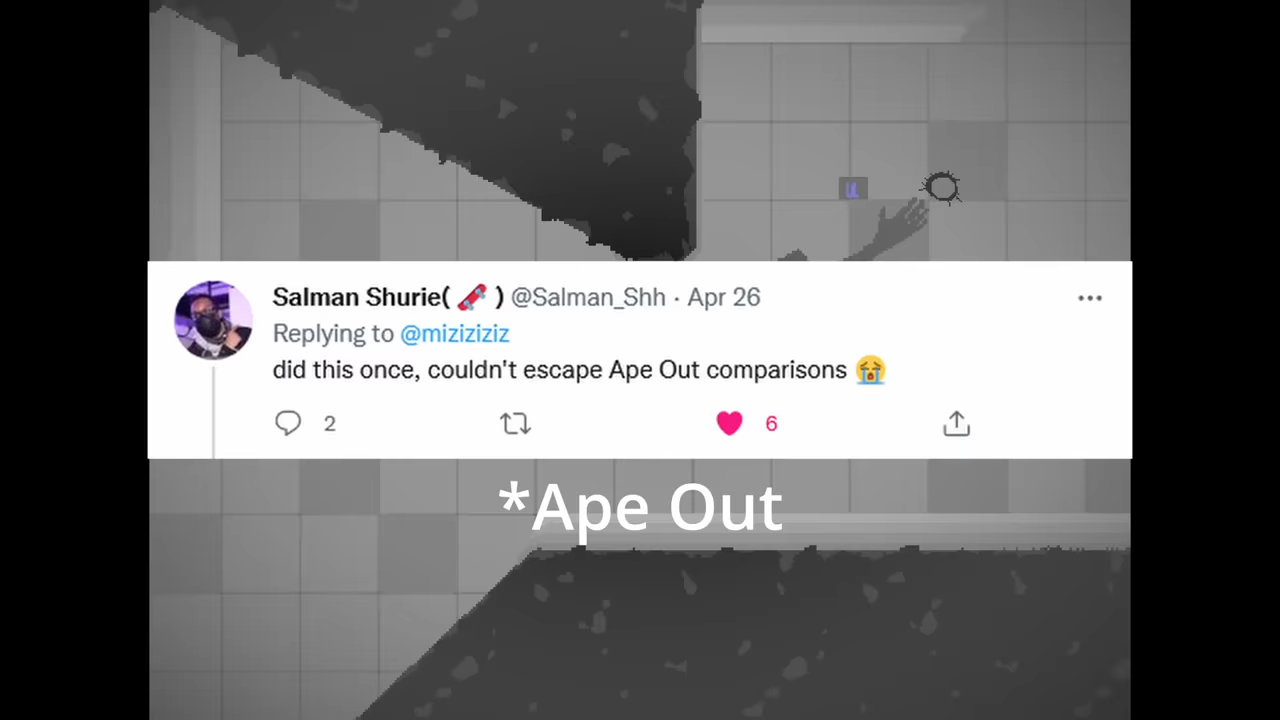 Salman Shurie( 🛹 ) @Salman_Shh · Apr 26
Replying to @miziziziz
did this once, couldn't escape Ape Out comparisons 😭
2 6
*Ape Out